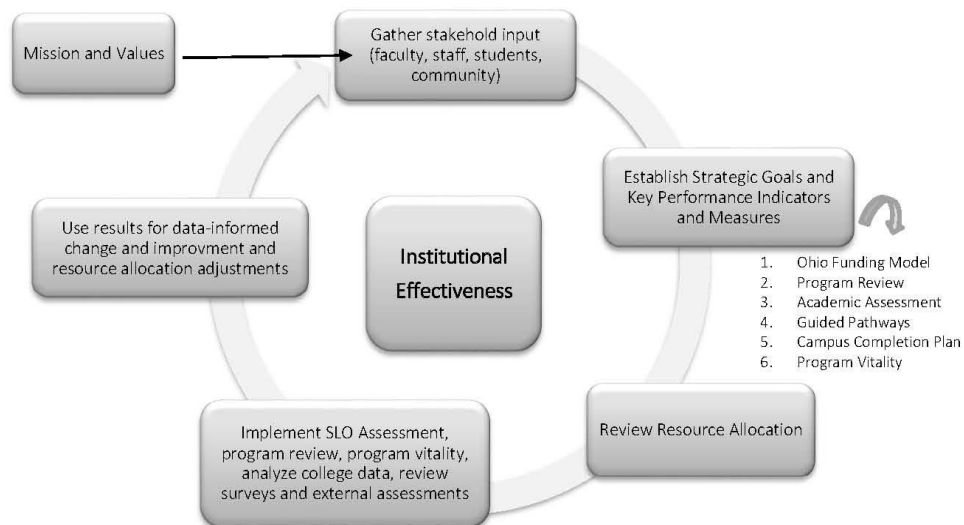 Mission and Values
Gather stakehold input
(faculty, staff, students,
community)
Establish Strategic Goals and
Key Performance Indicators
and Measures
1. Ohio Funding Model
2. Program Review
3. Academic Assessment
4. Guided Pathways
5. Campus Completion Plan
6. Program Vitality
Review Resource Allocation
Implement SLO Assessment,
program review, program vitality,
analyze college data, review
surveys and external assessments
Use results for data-informed
change and improvment and
resource allocation adjustments
Institutional
Effectiveness